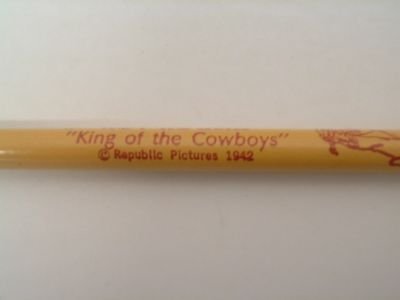 "King of the Cowboys"
© Republic Pictures 1942